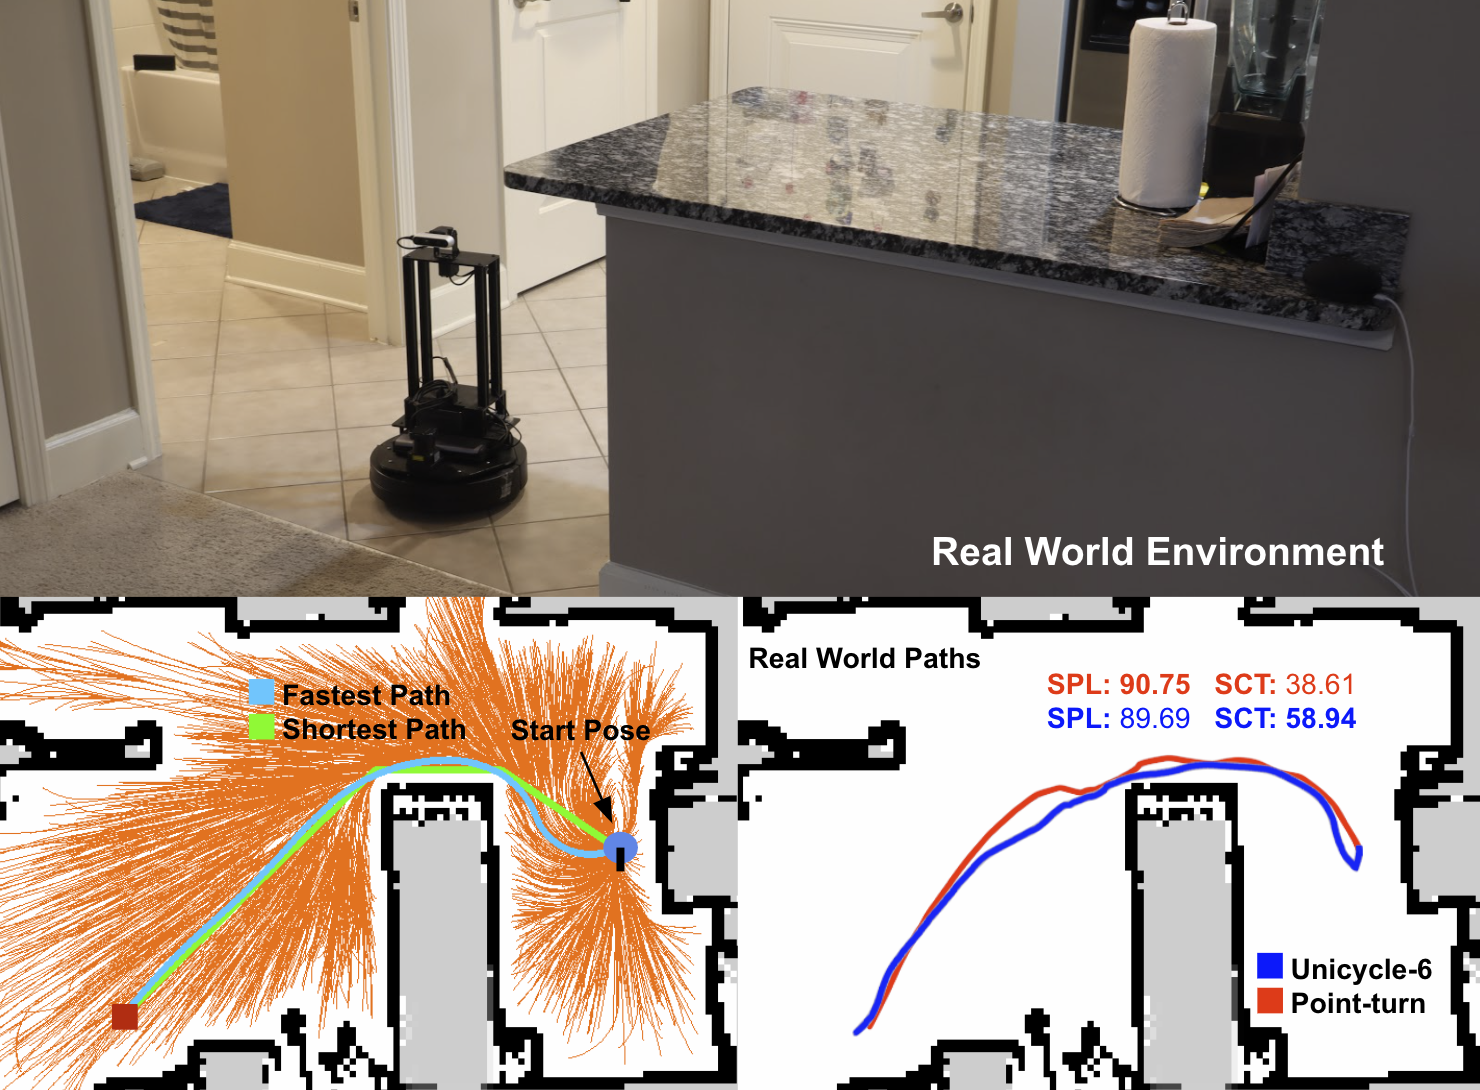 Real World Environment
Fastest Path
Shortest Path
Start Pose
Real World Paths
SPL: 90.75 SCT: 38.61
SPL: 89.69 SCT: 58.94
Unicycle-6
Point-turn